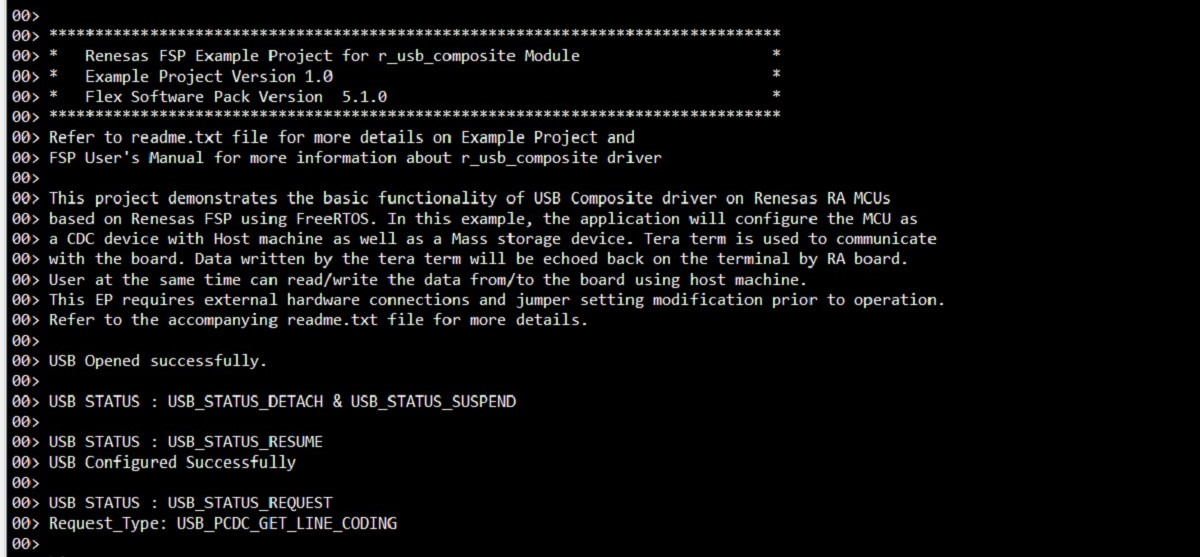 00>
00> **************************************************************************
00> *   Renesas FSP Example Project for r_usb_composite Module                    *
00> *   Example Project Version 1.0                                             *
00> *   Flex Software Pack Version  5.1.0                                       *
00> **************************************************************************
00> Refer to readme.txt file for more details on Example Project and
00> FSP User's Manual for more information about r_usb_composite driver
00>
00> This project demonstrates the basic functionality of USB Composite driver on Renesas RA MCUs
00> based on Renesas FSP using FreeRTOS. In this example, the application will configure the MCU as
00> a CDC device with Host machine as well as a Mass storage device. Tera term is used to communicate
00> with the board. Data written by the tera term will be echoed back on the terminal by RA board.
00> User at the same time can read/write the data from/to the board using host machine.
00> This EP requires external hardware connections and jumper setting modification prior to operation.
00> Refer to the accompanying readme.txt file for more details.
00>
00> USB Opened successfully.
00>
00> USB STATUS : USB_STATUS_DETACH & USB_STATUS_SUSPEND
00>
00> USB STATUS : USB_STATUS_RESUME
00> USB Configured Successfully
00>
00> USB STATUS : USB_STATUS_REQUEST
00> Request_Type: USB_PCDC_GET_LINE_CODING
00>